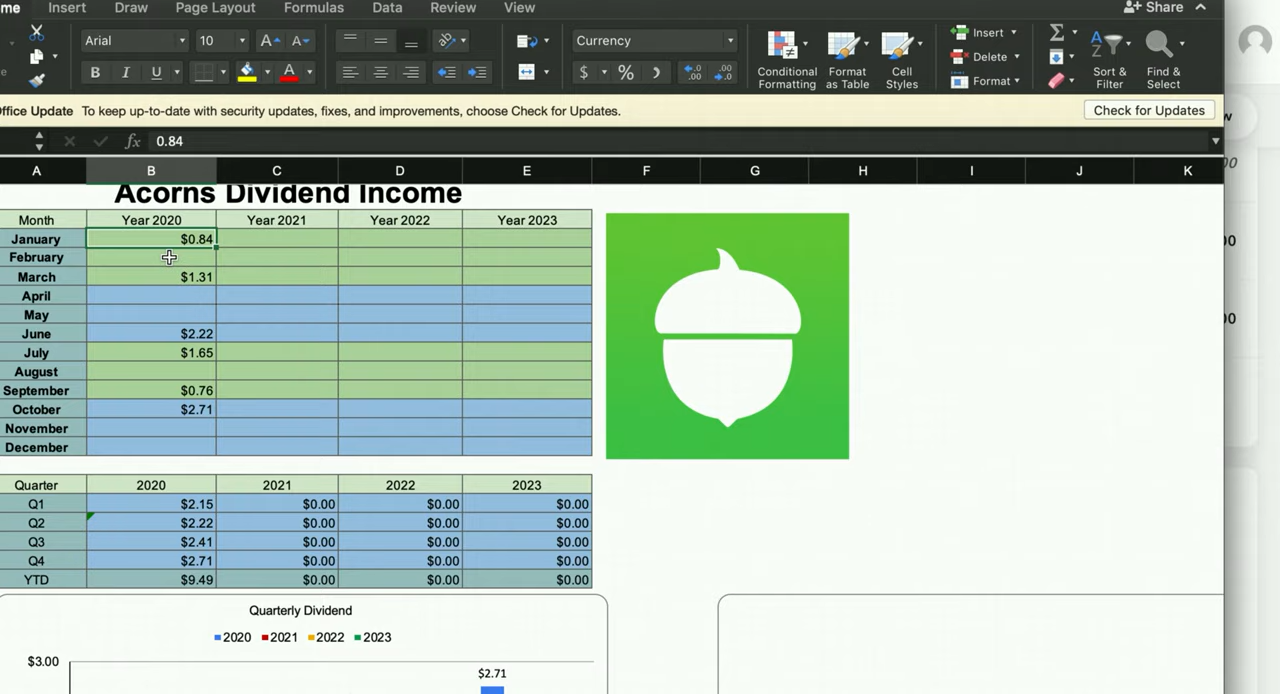 me Insert Draw Page Layout Formulas Data Review View Share
Arial 10 A A Currency
B I U A $ % Conditional Formatting Format as Table Cell Styles Insert Delete Format Sort & Filter Find & Select
ffice Update To keep up-to-date with security updates, fixes, and improvements, choose Check for Updates. Check for Updates
fx 0.84
A B C D E F G H I J K
Acorns Dividend Income
Month Year 2020 Year 2021 Year 2022 Year 2023
January $0.84
February
March $1.31
April
May
June $2.22
July $1.65
August
September $0.76
October $2.71
November
December
Quarter 2020 2021 2022 2023
Q1 $2.15 $0.00 $0.00 $0.00
Q2 $2.22 $0.00 $0.00 $0.00
Q3 $2.41 $0.00 $0.00 $0.00
Q4 $2.71 $0.00 $0.00 $0.00
YTD $9.49 $0.00 $0.00 $0.00
Quarterly Dividend
2020 2021 2022 2023
$3.00
$2.71